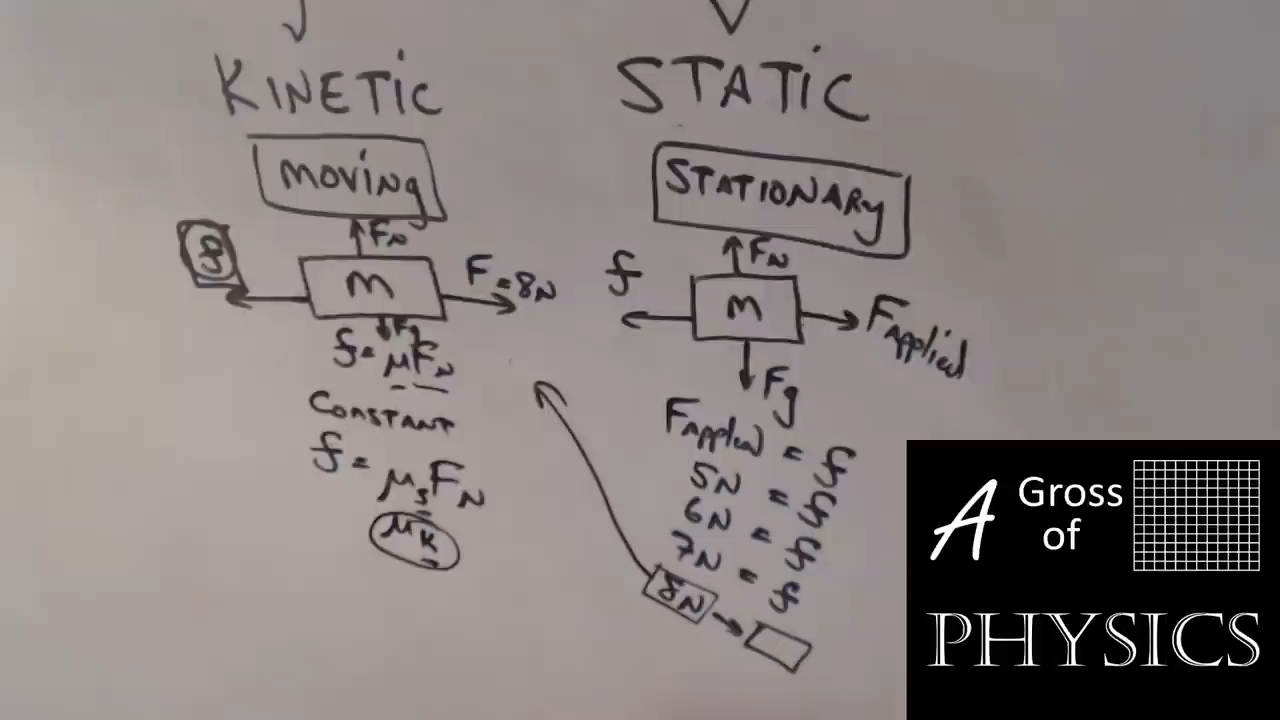 KINETIC
MOVING
FN
f
M
F = 8N
Fg
f = μFN
CONSTANT
f = μsFN
μK
STATIC
STATIONARY
FN
f
M
FApplied
Fg
FApplied = f
5N = f
6N = f
7N = f
8N
A Gross
of
PHYSICS